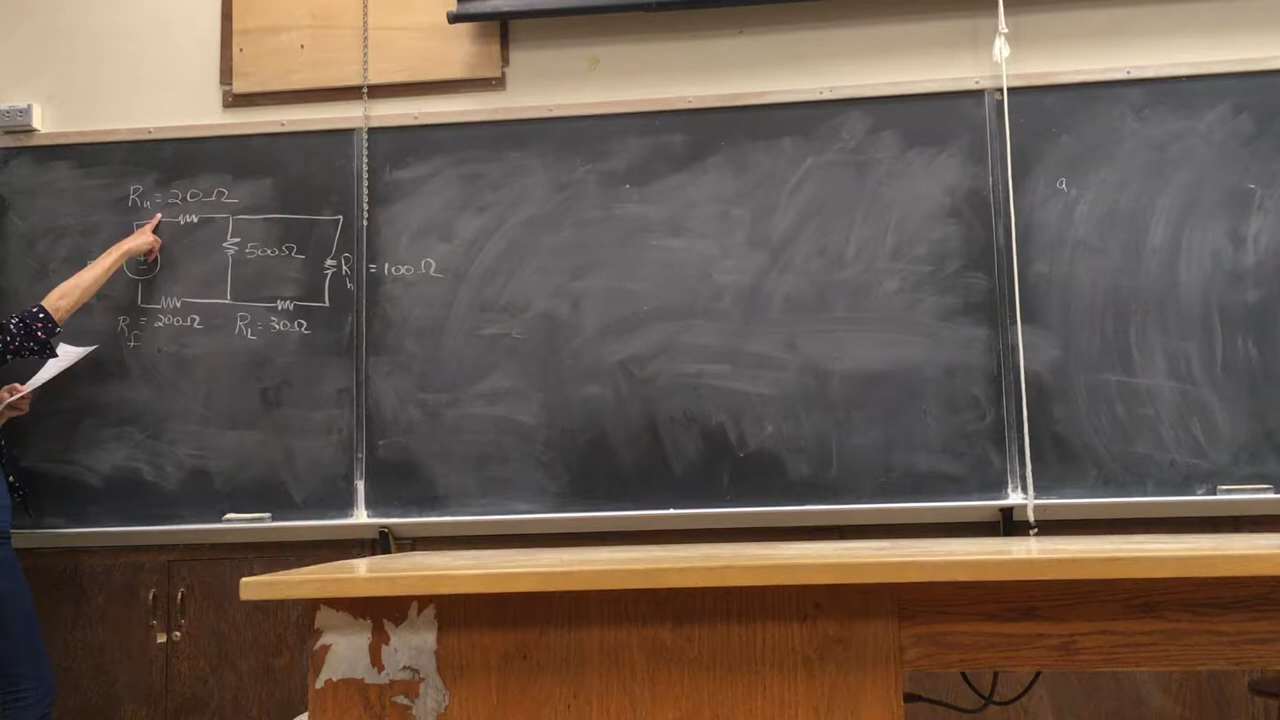 Ru = 20Ω
+
-
500Ω
Rh = 100Ω
Rf = 200Ω
RL = 30Ω
a